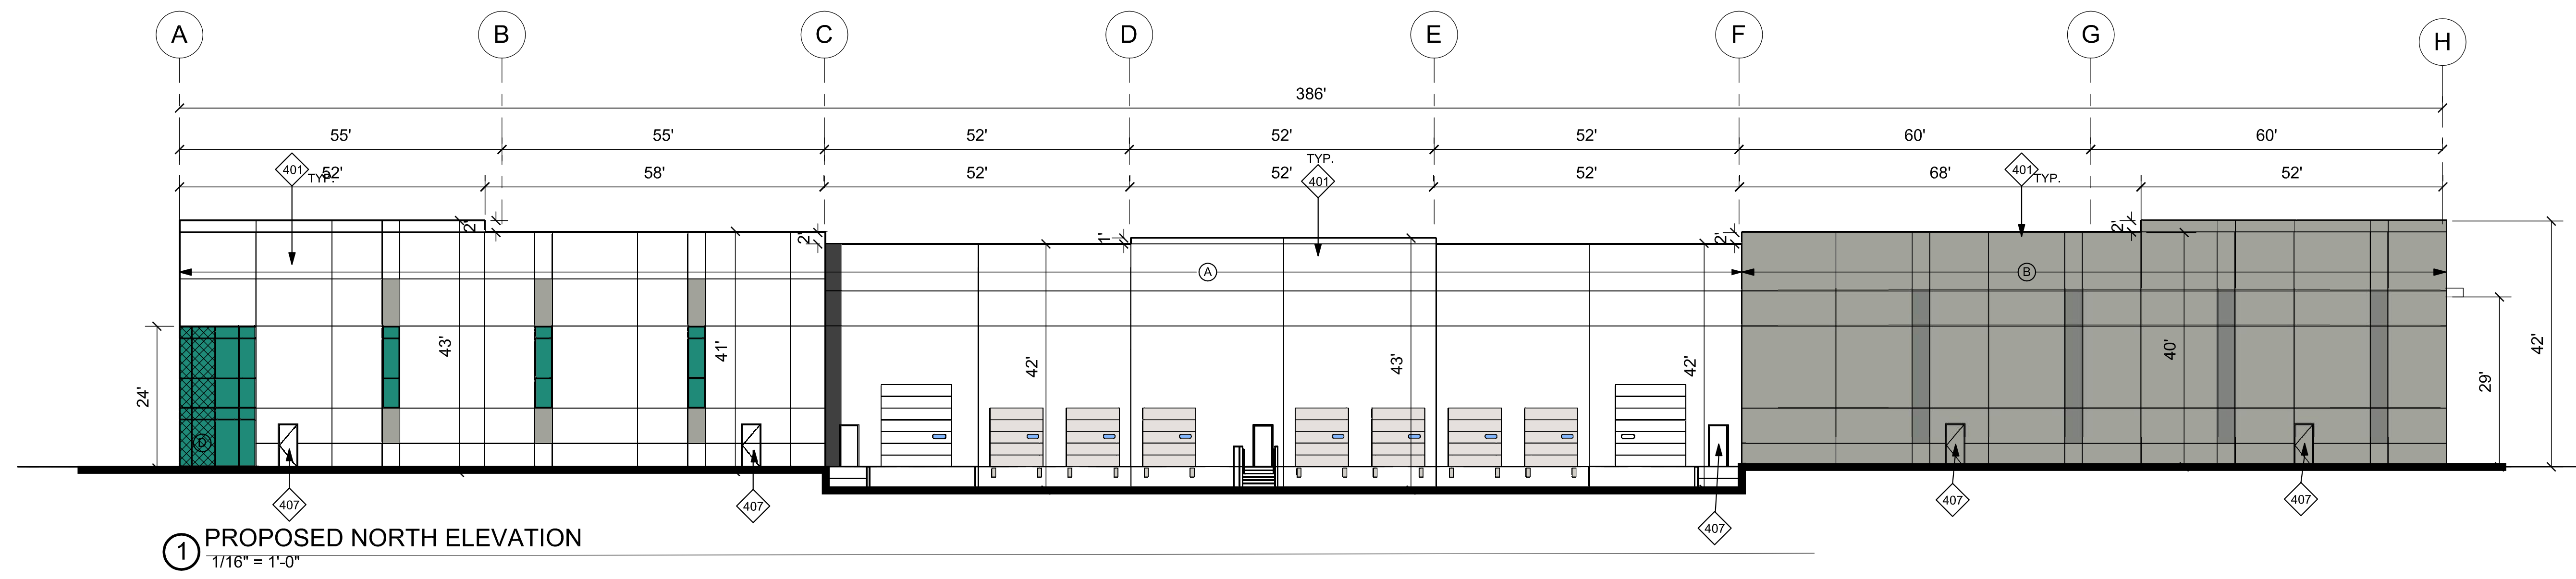 A B C D E F G H
386'
55' 55' 52' 52' 52' 60' 60'
52' 58' 52' 52' 52' 68' 52'
401 TYP.
TYP. 401
401 TYP.
2' 2' 1' 2' 2'
A B
24' 43' 41' 42' 43' 42' 40' 29' 42'
D
407 407 407 407 407
1 PROPOSED NORTH ELEVATION
1/16" = 1'-0"